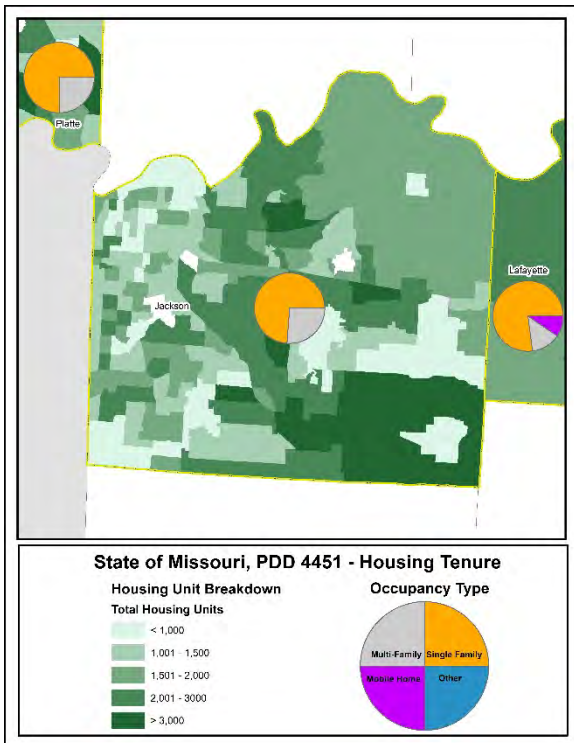 Platte
Lafayette
Jackson
State of Missouri, PDD 4451 - Housing Tenure
Housing Unit Breakdown
Total Housing Units
< 1,000
1,001 - 1,500
1,501 - 2,000
2,001 - 3000
> 3,000
Occupancy Type
Multi-Family
Single Family
Mobile Home
Other